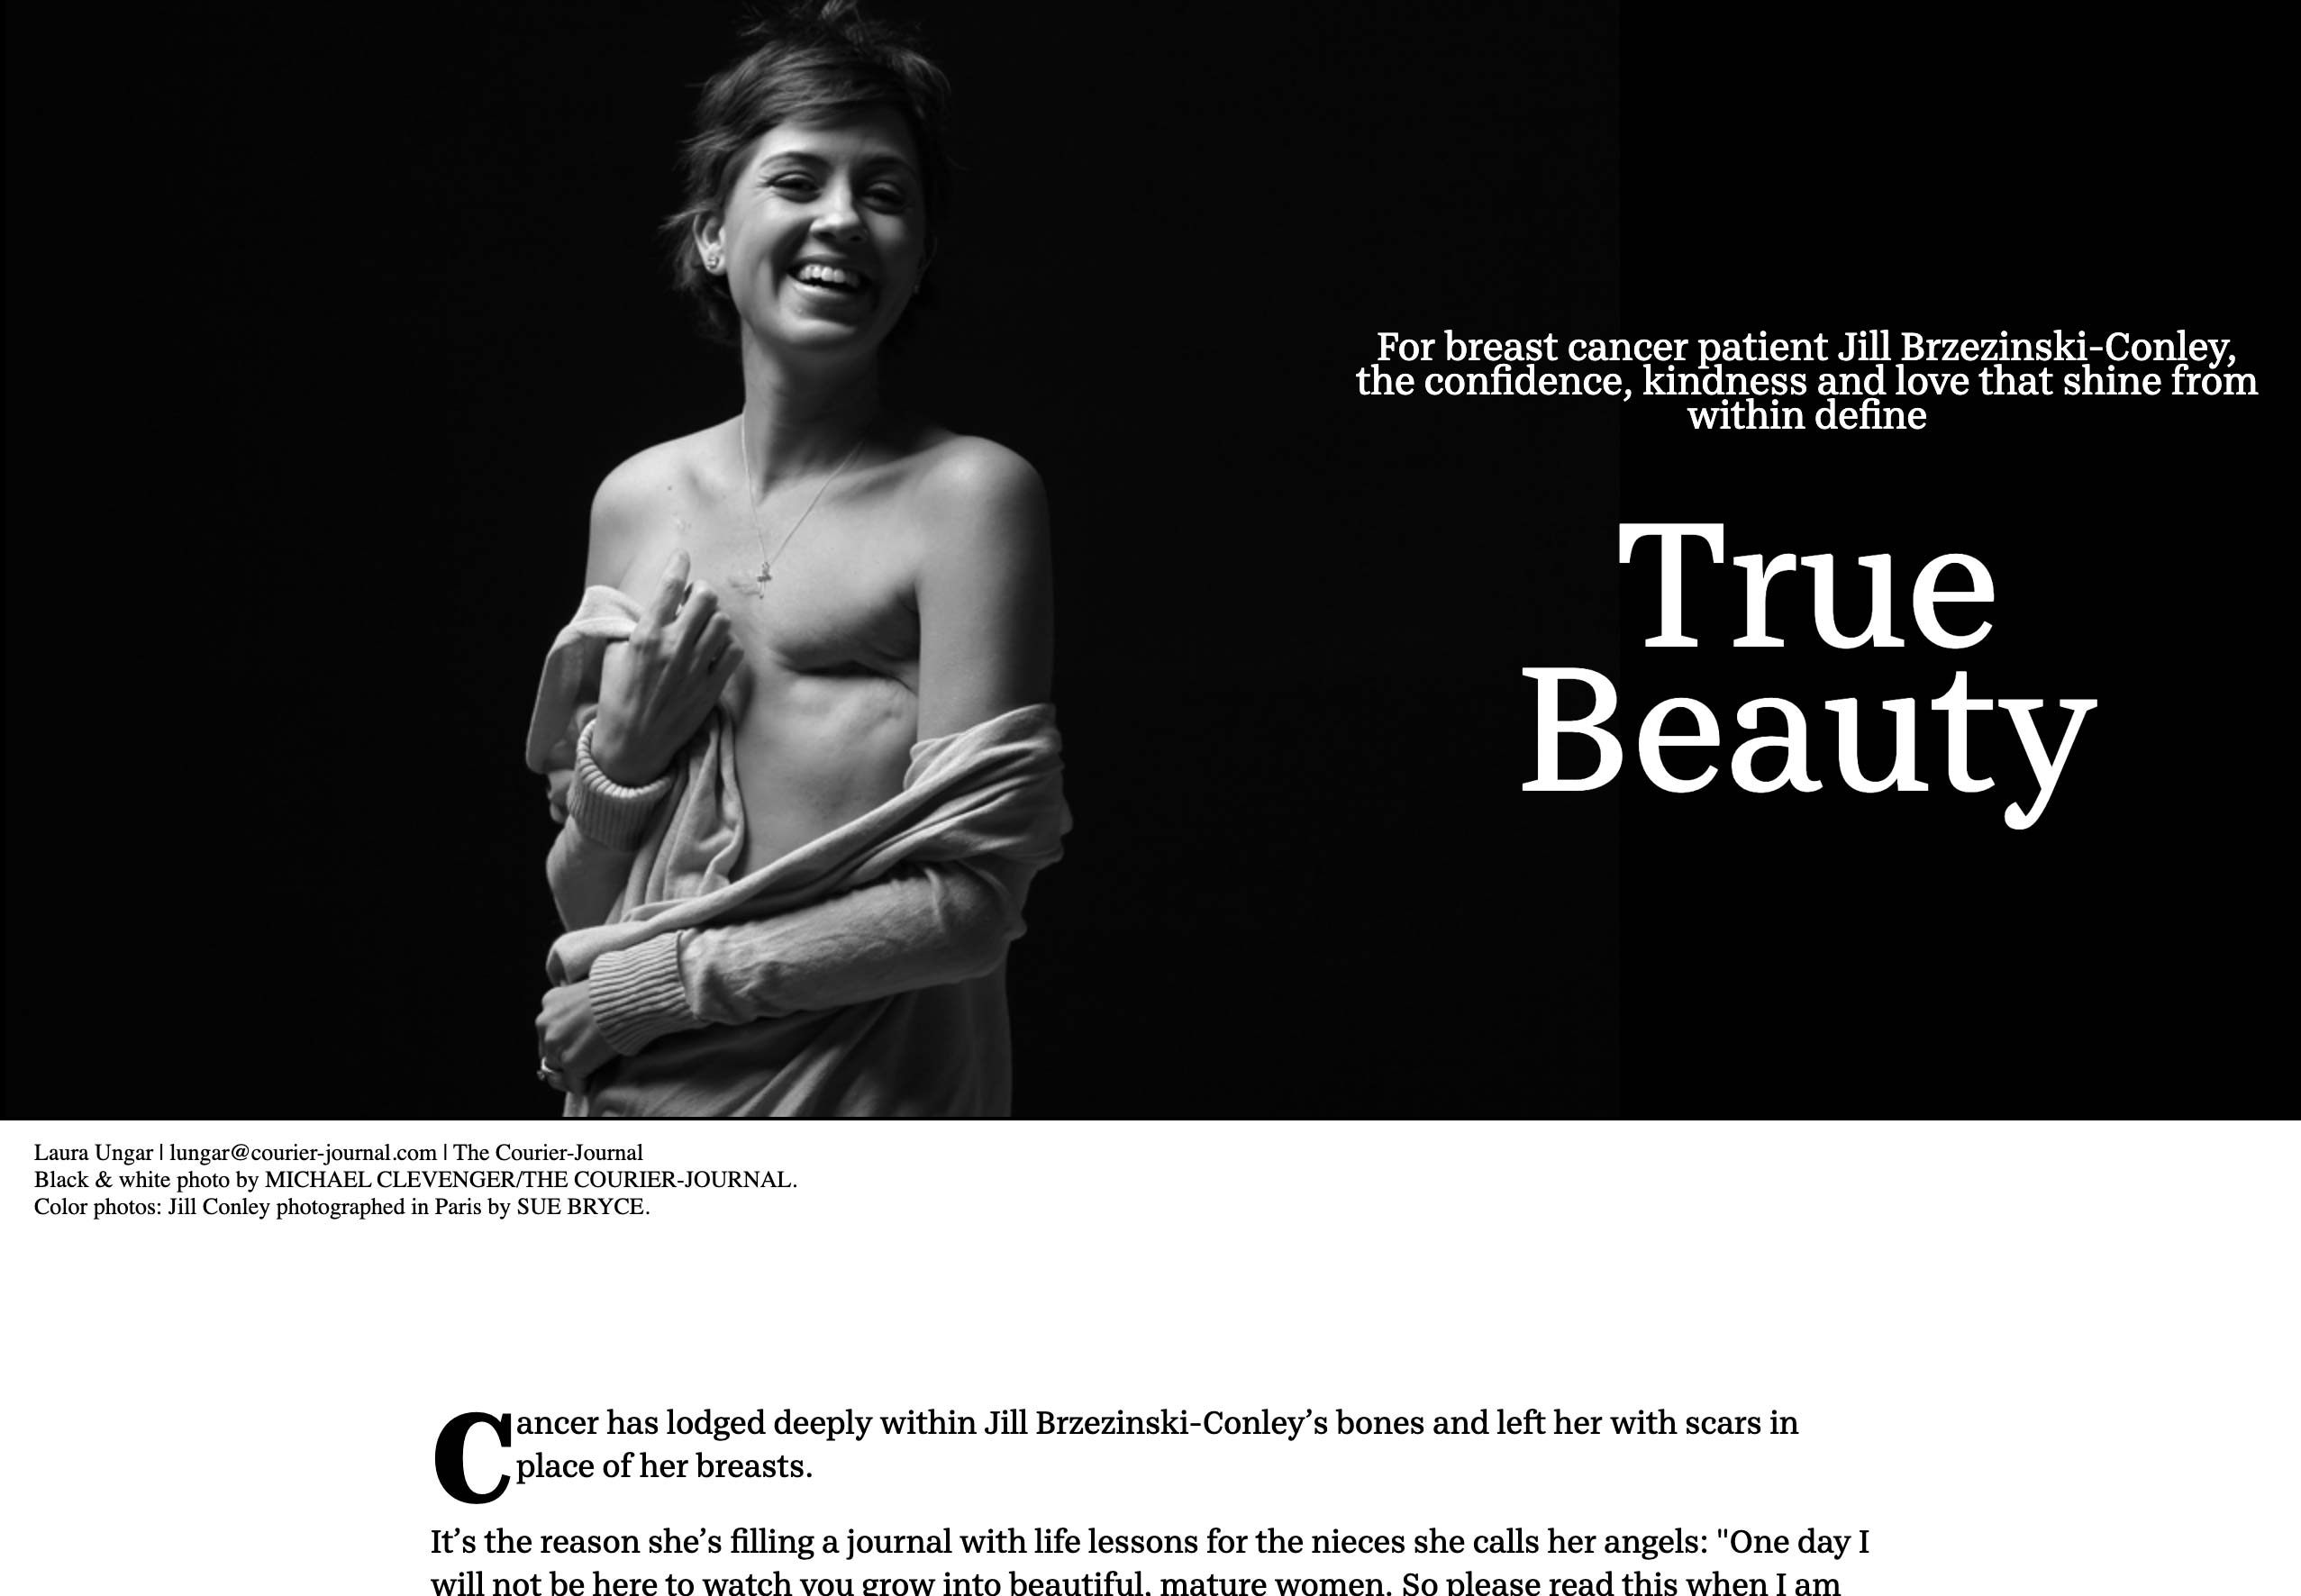 For breast cancer patient Jill Brzezinski-Conley,
the confidence, kindness and love that shine from
within define
True
Beauty
Laura Ungar | lungar@courier-journal.com | The Courier-Journal
Black & white photo by MICHAEL CLEVENGER/THE COURIER-JOURNAL.
Color photos: Jill Conley photographed in Paris by SUE BRYCE.
Cancer has lodged deeply within Jill Brzezinski-Conley’s bones and left her with scars in
place of her breasts.
It’s the reason she’s filling a journal with life lessons for the nieces she calls her angels: "One day I
will not be here to watch you grow into beautiful, mature women. So please read this when I am